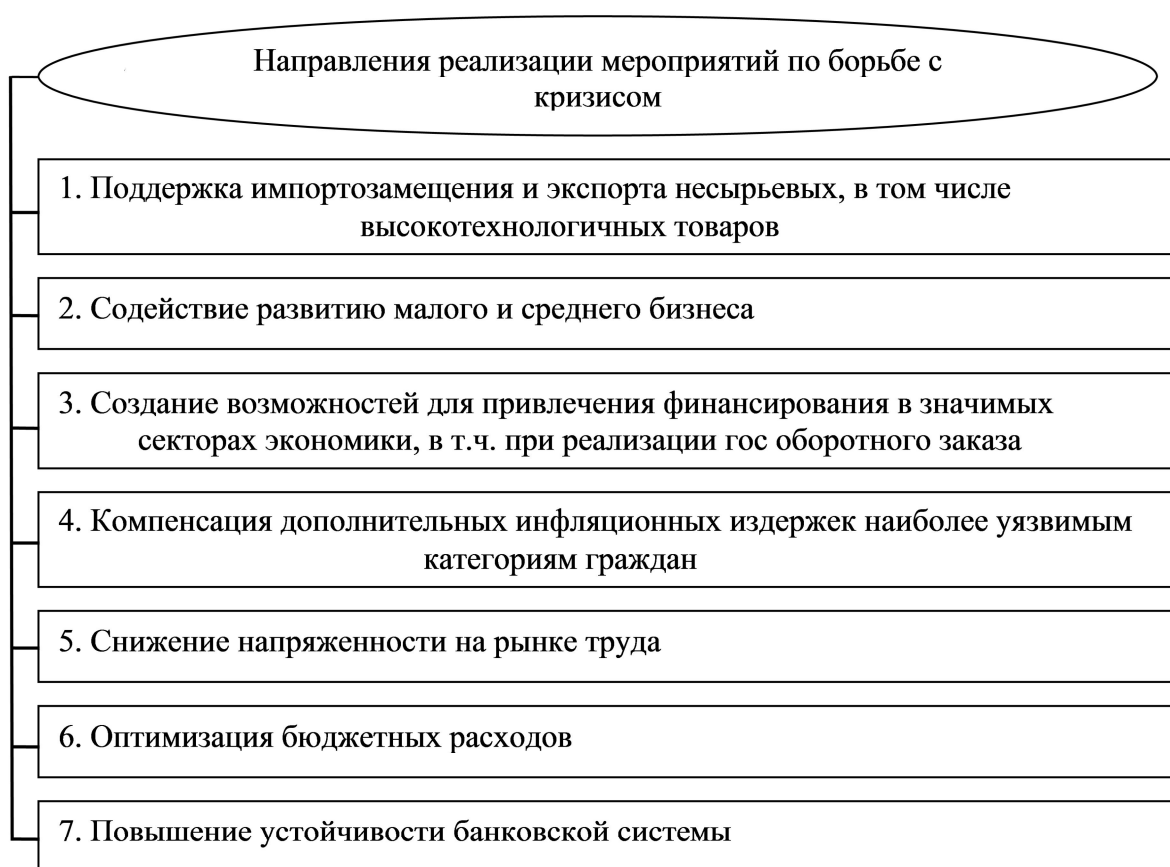 Направления реализации мероприятий по борьбе с
кризисом
1. Поддержка импортозамещения и экспорта несырьевых, в том числе
высокотехнологичных товаров
2. Содействие развитию малого и среднего бизнеса
3. Создание возможностей для привлечения финансирования в значимых
секторах экономики, в т.ч. при реализации гос оборотного заказа
4. Компенсация дополнительных инфляционных издержек наиболее уязвимым
категориям граждан
5. Снижение напряженности на рынке труда
6. Оптимизация бюджетных расходов
7. Повышение устойчивости банковской системы